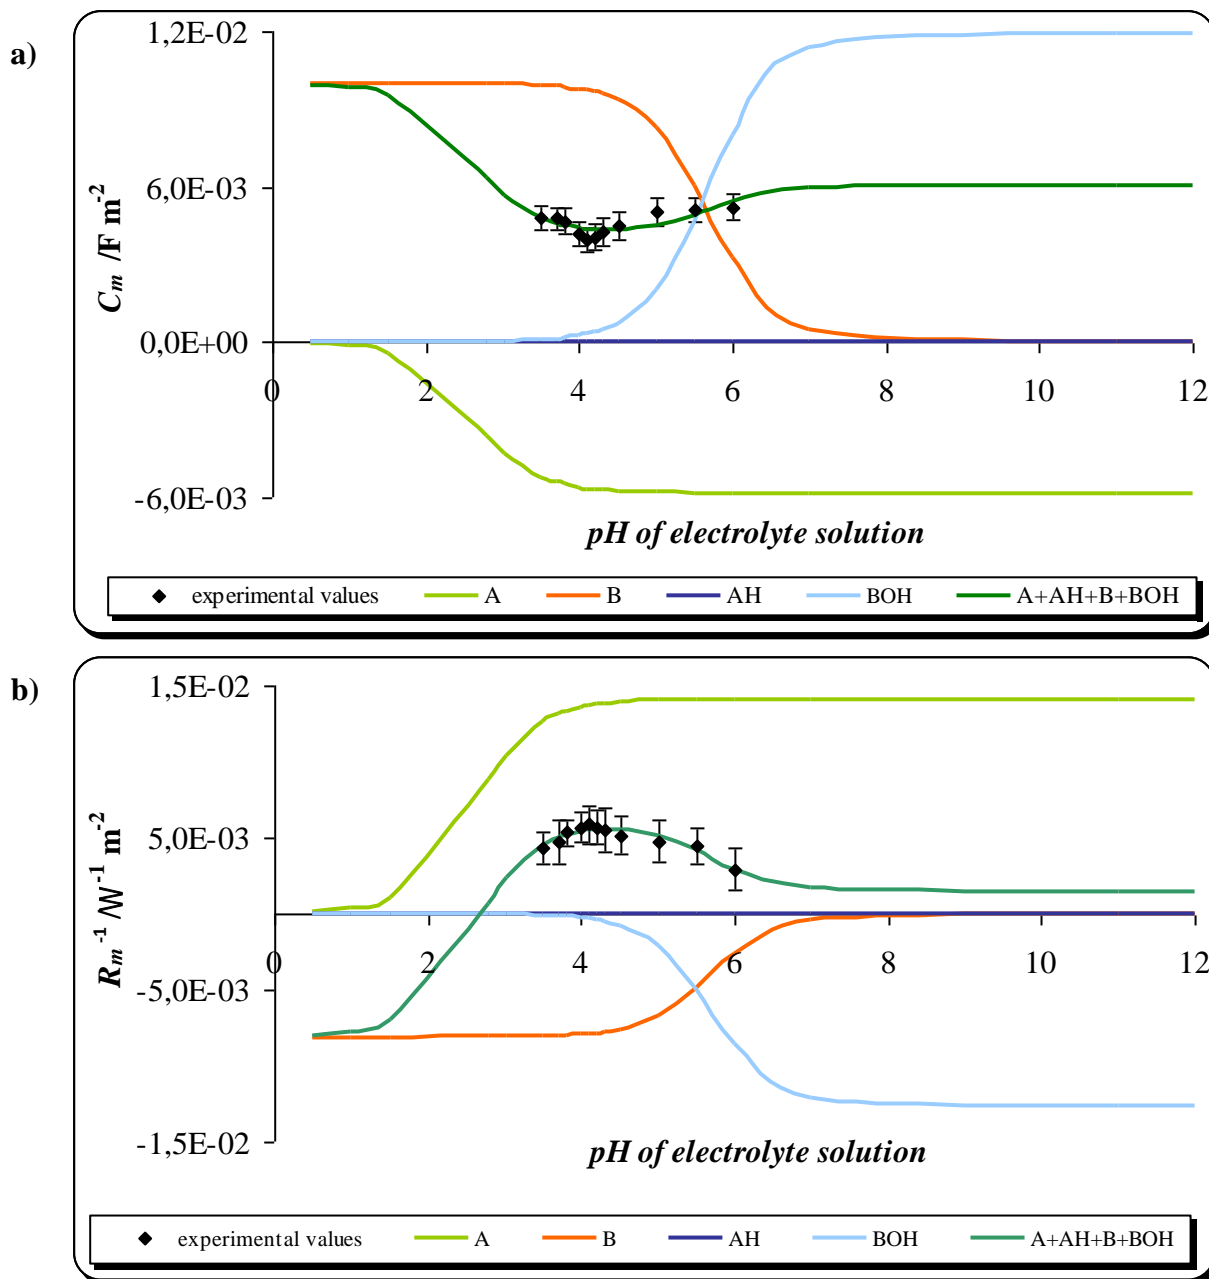 a)
1,2E-02
6,0E-03
0,0E+00
-6,0E-03
C_m /F m^-2
0 2 4 6 8 10 12
pH of electrolyte solution
experimental values A B AH BOH A+AH+B+BOH
b)
1,5E-02
5,0E-03
-5,0E-03
-1,5E-02
R_m^-1 /W^-1 m^-2
0 2 4 6 8 10 12
pH of electrolyte solution
experimental values A B AH BOH A+AH+B+BOH